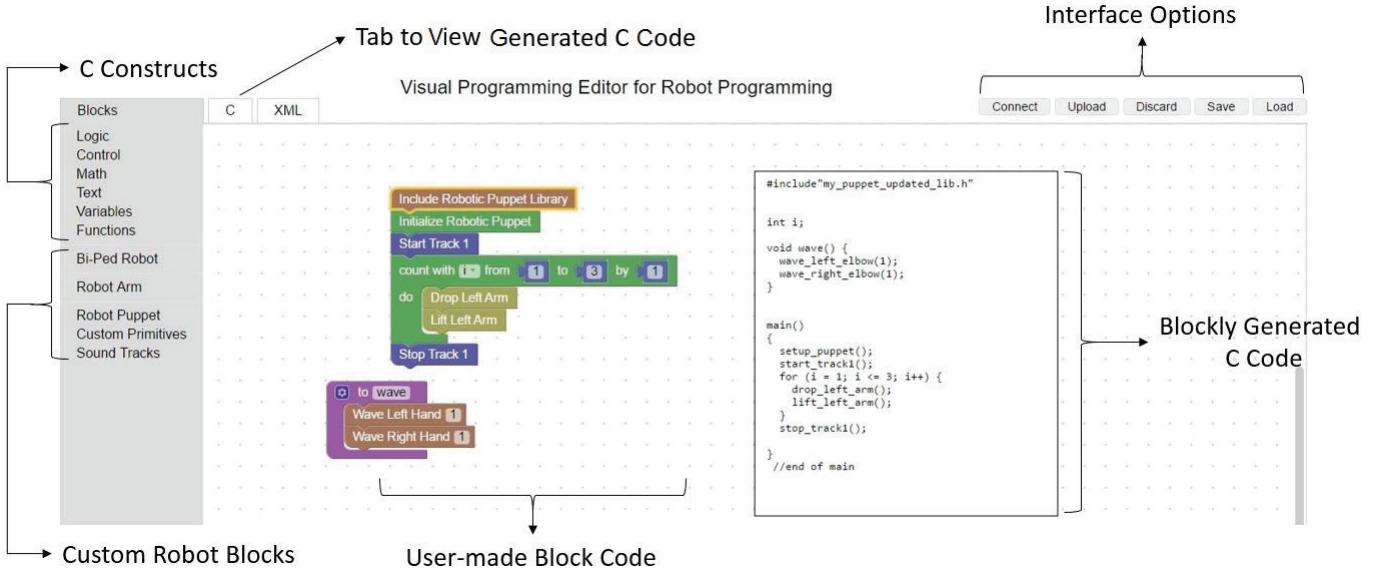 Interface Options
Tab to View Generated C Code
C Constructs
Visual Programming Editor for Robot Programming
Blocks
C
XML
Connect
Upload
Discard
Save
Load
Logic
Control
Math
Text
Variables
Functions
Bi-Ped Robot
Robot Arm
Robot Puppet
Custom Primitives
Sound Tracks
Include Robotic Puppet Library
Initialize Robotic Puppet
Start Track 1
count with i from 1 to 3 by 1
do Drop Left Arm
Lift Left Arm
Stop Track 1
to wave
Wave Left Hand 1
Wave Right Hand 1
#include"my_puppet_updated_lib.h"
int i;
void wave() {
wave_left_elbow(1);
wave_right_elbow(1);
}
main()
{
setup_puppet();
start_track1();
for (i = 1; i <= 3; i++) {
drop_left_arm();
lift_left_arm();
}
stop_track1();
}
//end of main
Blockly Generated
C Code
Custom Robot Blocks
User-made Block Code